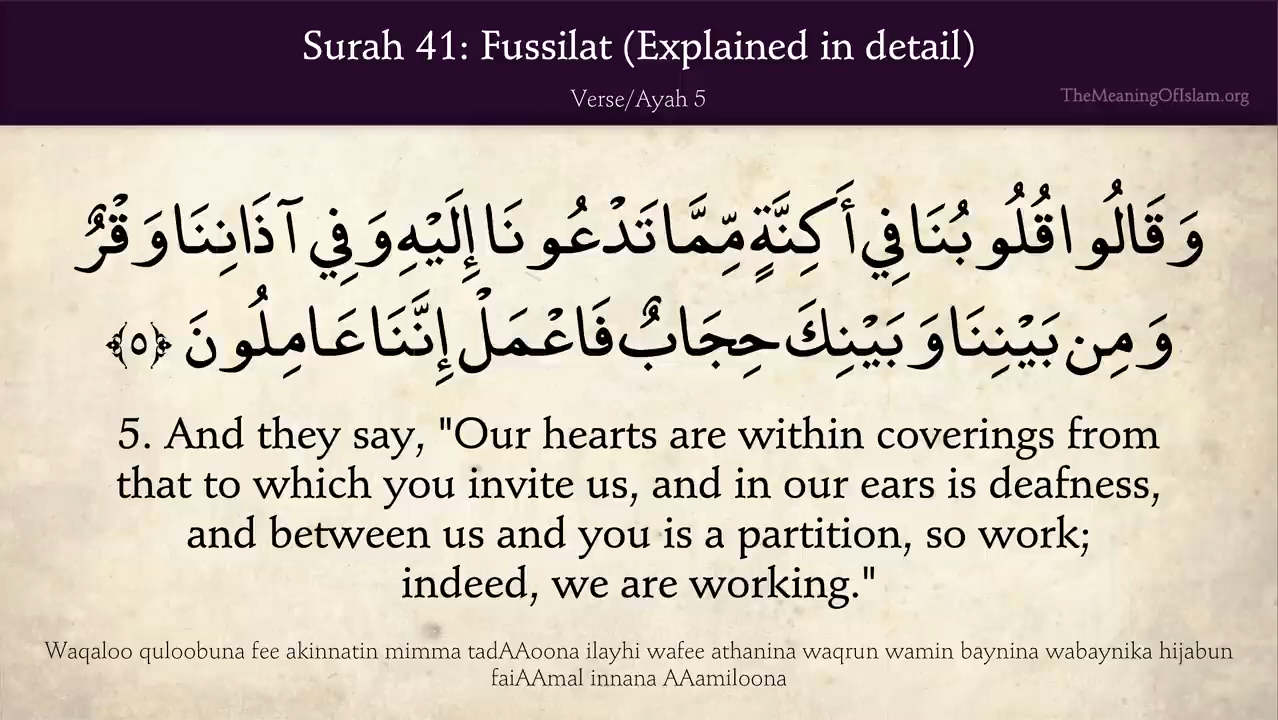 Surah 41: Fussilat (Explained in detail)
Verse/Ayah 5
TheMeaningOfIslam.org
وَقَالُوا قُلُوبُنَا فِي أَكِنَّةٍ مِّمَّا تَدْعُونَا إِلَيْهِ وَفِي آذَانِنَا وَقْرٌ
وَمِن بَيْنِنَا وَبَيْنِكَ حِجَابٌ فَاعْمَلْ إِنَّنَا عَامِلُونَ ﴿٥﴾
5. And they say, "Our hearts are within coverings from
that to which you invite us, and in our ears is deafness,
and between us and you is a partition, so work;
indeed, we are working."
Waqaloo quloobuna fee akinnatin mimma tadAAoona ilayhi wafee athanina waqrun wamin baynina wabaynika hijabun
faiAAmal innana AAamiloona